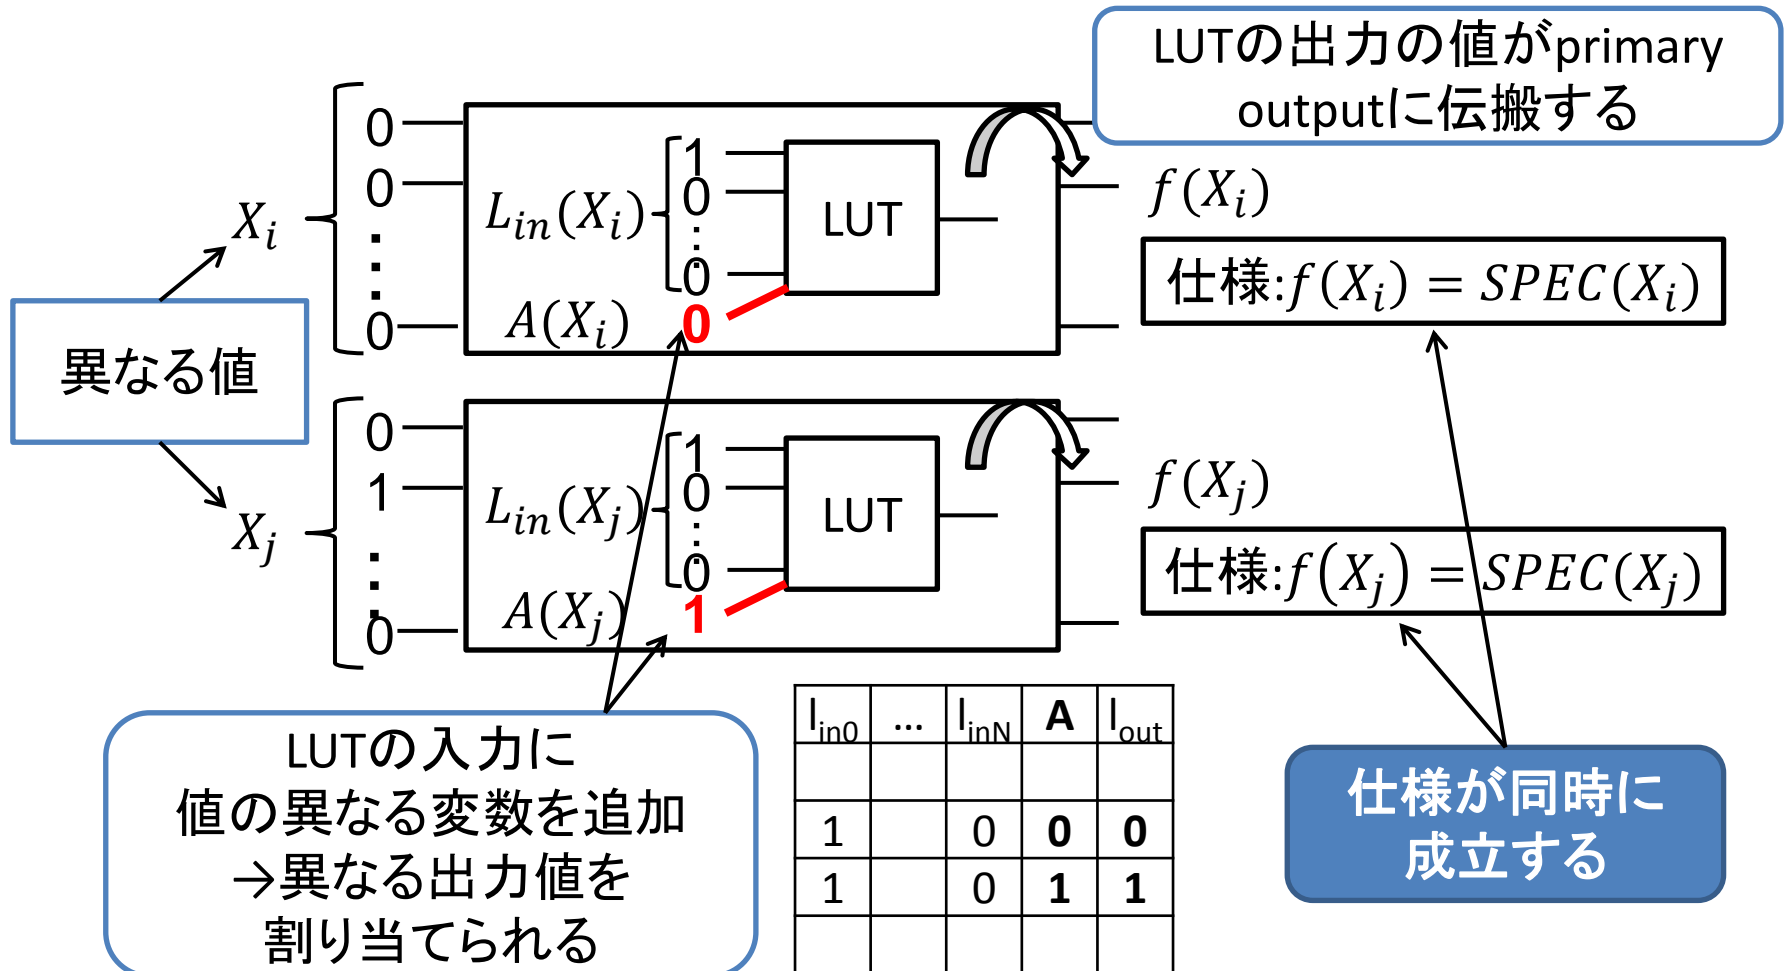 LUTの出力の値がprimary
outputに伝搬する
0
0
⋮
0
X_i
L_in(X_i)
1
0
⋮
0
A(X_i)
0
LUT
f(X_i)
仕様:f(X_i) = SPEC(X_i)
異なる値
0
1
⋮
0
X_j
L_in(X_j)
1
0
⋮
0
A(X_j)
1
LUT
f(X_j)
仕様:f(X_j) = SPEC(X_j)
LUTの入力に
値の異なる変数を追加
→異なる出力値を
割り当てられる
l_in0 … l_inN A l_out
1 0 0 0
1 0 1 1
仕様が同時に
成立する